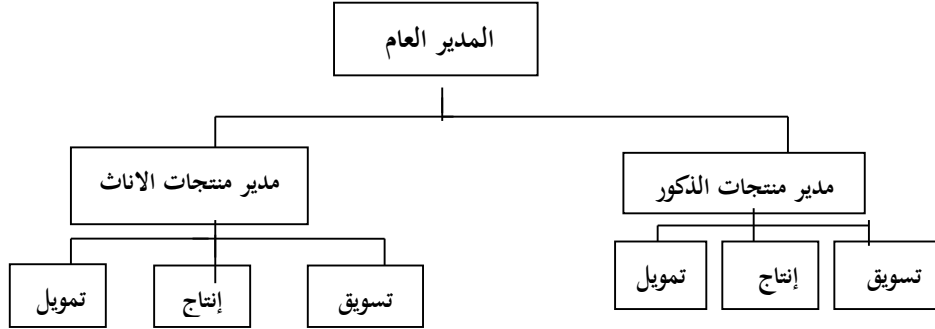 المدير العام
مدير منتجات الذكور
مدير منتجات الاناث
تسويق
إنتاج
تمويل
تسويق
إنتاج
تمويل